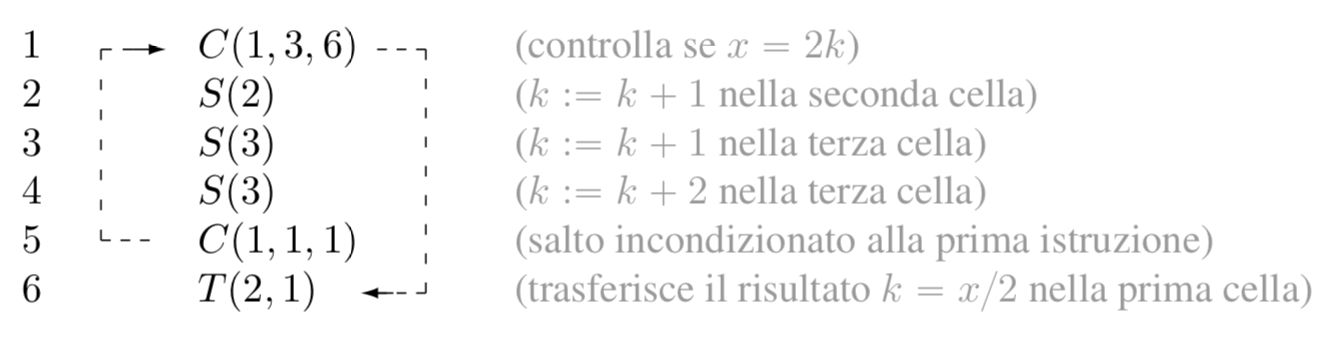 1 C(1, 3, 6) (controlla se x = 2k)
2 S(2) (k := k + 1 nella seconda cella)
3 S(3) (k := k + 1 nella terza cella)
4 S(3) (k := k + 2 nella terza cella)
5 C(1, 1, 1) (salto incondizionato alla prima istruzione)
6 T(2, 1) (trasferisce il risultato k = x/2 nella prima cella)